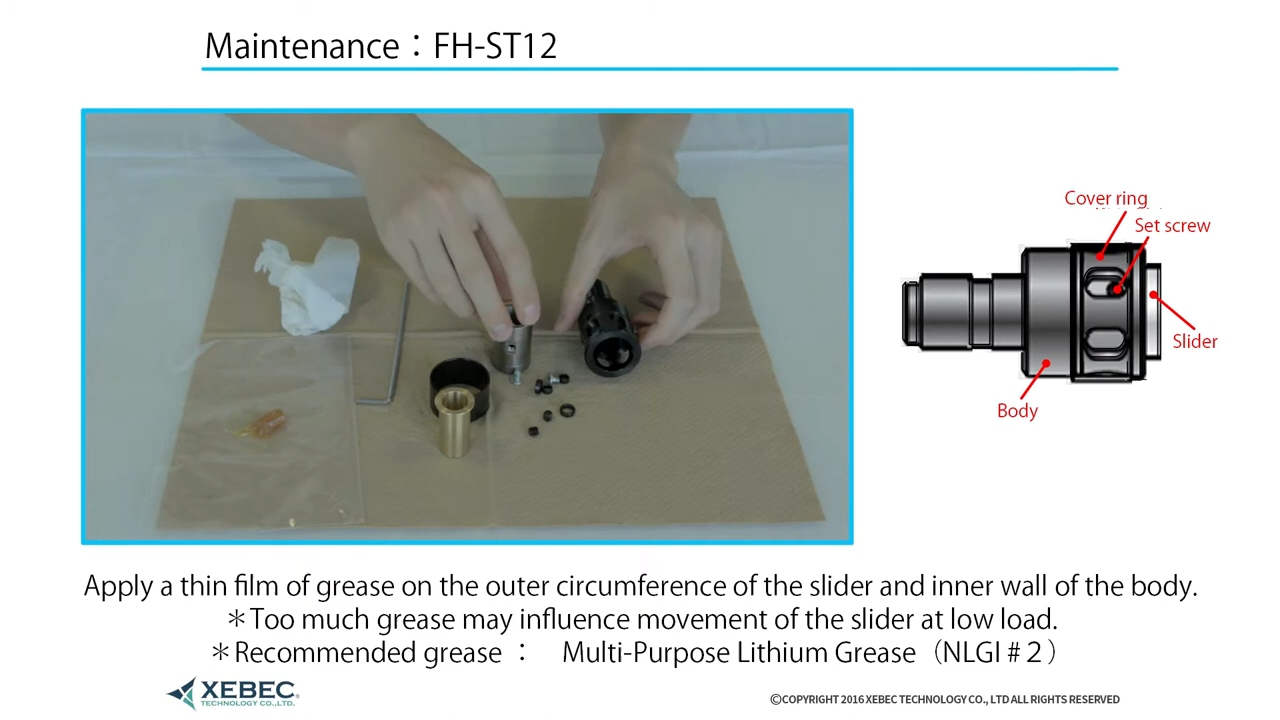 Maintenance：FH-ST12
Cover ring
Set screw
Slider
Body
Apply a thin film of grease on the outer circumference of the slider and inner wall of the body.
＊Too much grease may influence movement of the slider at low load.
＊Recommended grease ： Multi-Purpose Lithium Grease（NLGI＃２）
XEBEC
TECHNOLOGY CO.,LTD.
©COPYRIGHT 2016 XEBEC TECHNOLOGY CO., LTD ALL RIGHTS RESERVED